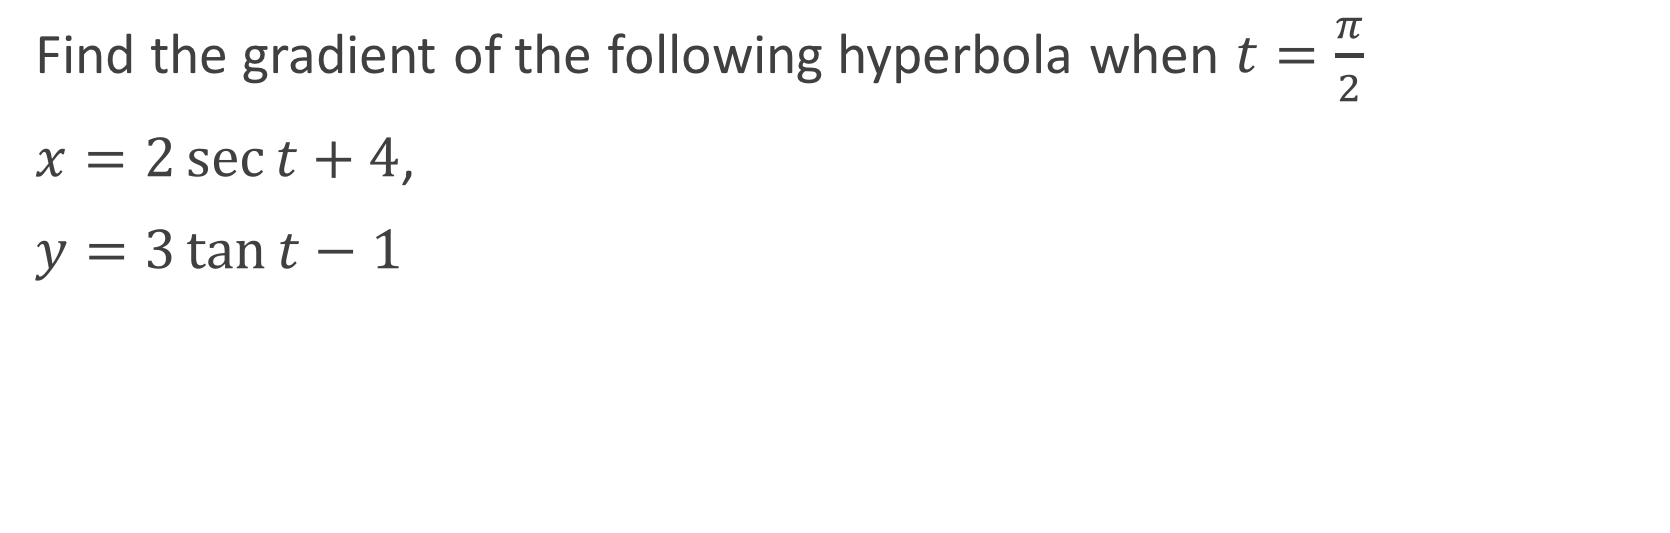 Find the gradient of the following hyperbola when t = π/2
x = 2 sec t + 4,
y = 3 tan t − 1